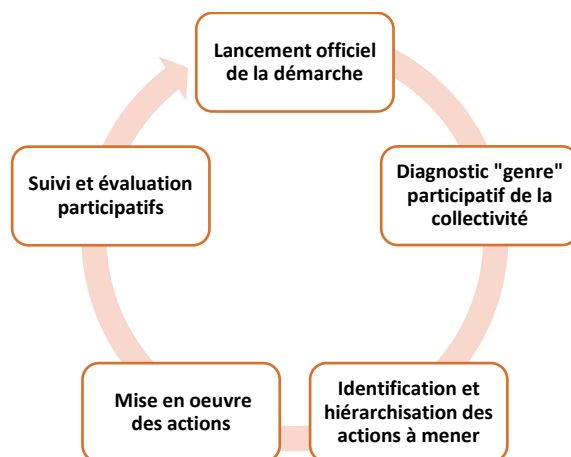 Lancement officiel
de la démarche
Diagnostic "genre"
participatif de la
collectivité
Identification et
hiérarchisation des
actions à mener
Mise en oeuvre
des actions
Suivi et évaluation
participatifs